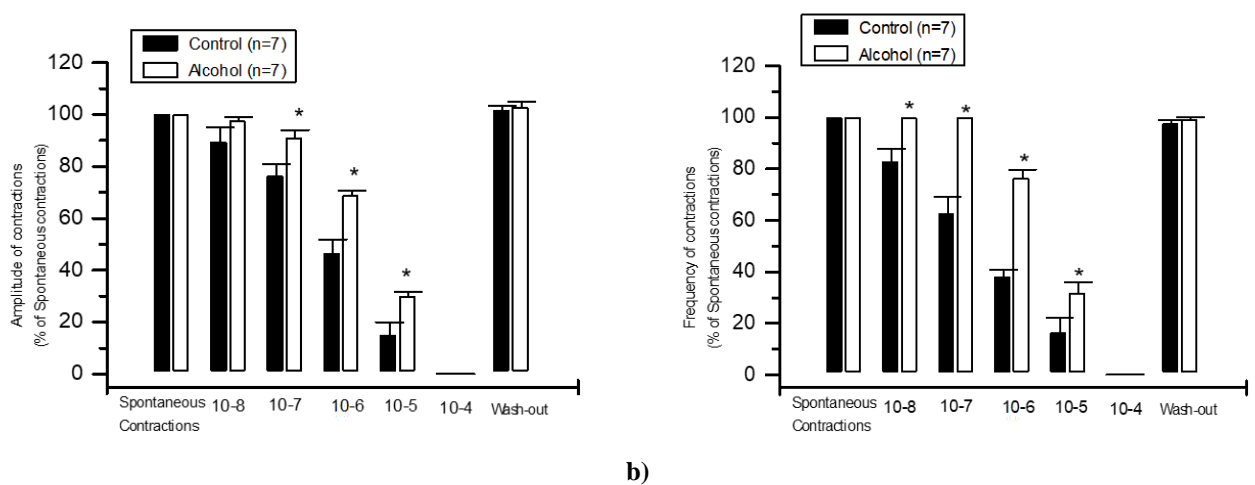 Control (n=7)
Alcohol (n=7)
120
100
80
60
40
20
0
Amplitude of contractions
(% of Spontaneous contractions)
*
*
*
Spontaneous
Contractions
10-8
10-7
10-6
10-5
10-4
Wash-out
Control (n=7)
Alcohol (n=7)
120
100
80
60
40
20
0
Frequency of contractions
(% of Spontaneous contractions)
*
*
*
*
Spontaneous
Contractions
10-8
10-7
10-6
10-5
10-4
Wash-out
b)